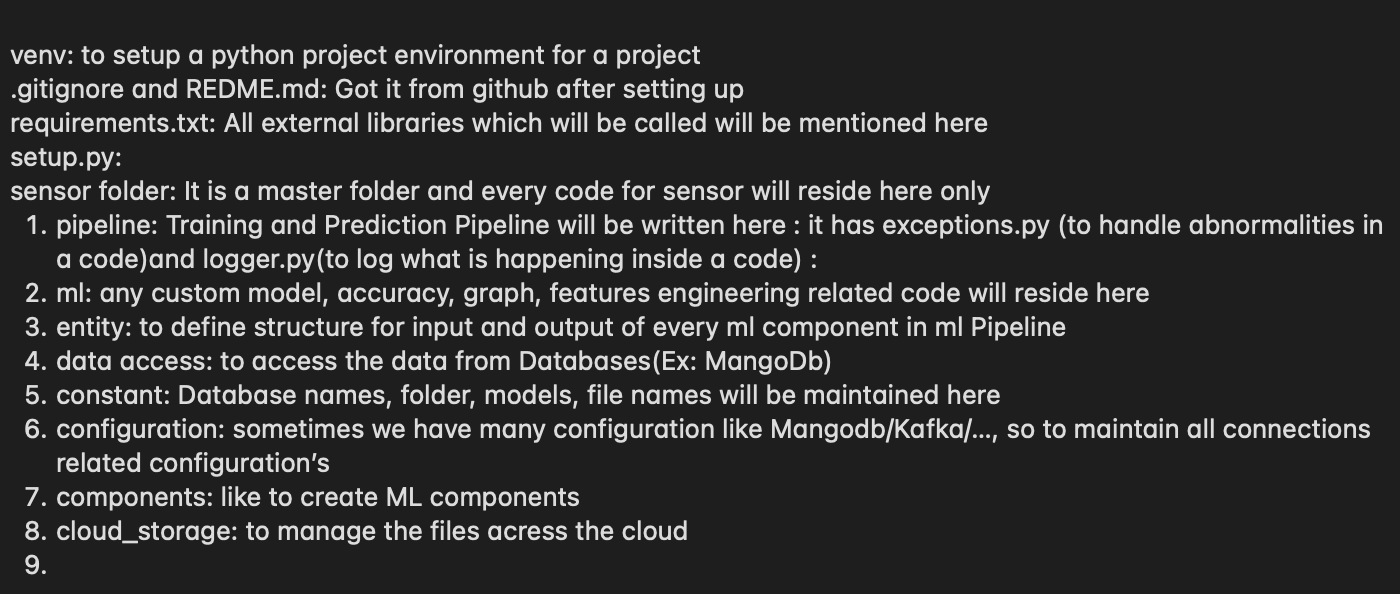 venv: to setup a python project environment for a project
.gitignore and REDME.md: Got it from github after setting up
requirements.txt: All external libraries which will be called will be mentioned here
setup.py:
sensor folder: It is a master folder and every code for sensor will reside here only
1. pipeline: Training and Prediction Pipeline will be written here : it has exceptions.py (to handle abnormalities in
a code)and logger.py(to log what is happening inside a code) :
2. ml: any custom model, accuracy, graph, features engineering related code will reside here
3. entity: to define structure for input and output of every ml component in ml Pipeline
4. data access: to access the data from Databases(Ex: MangoDb)
5. constant: Database names, folder, models, file names will be maintained here
6. configuration: sometimes we have many configuration like Mangodb/Kafka/..., so to maintain all connections
related configuration’s
7. components: like to create ML components
8. cloud_storage: to manage the files acress the cloud
9.